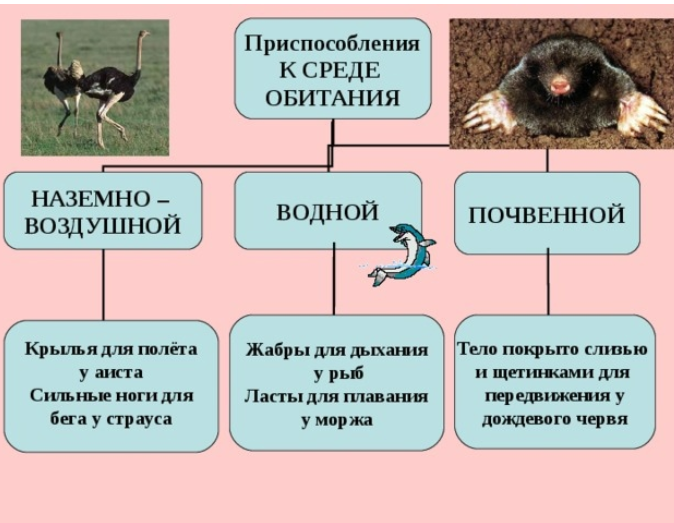 Приспособления
К СРЕДЕ
ОБИТАНИЯ
НАЗЕМНО –
ВОЗДУШНОЙ
ВОДНОЙ
ПОЧВЕННОЙ
Крылья для полёта
у аиста
Сильные ноги для
бега у страуса
Жабры для дыхания
у рыб
Ласты для плавания
у моржа
Тело покрыто слизью
и щетинками для
передвижения у
дождевого червя